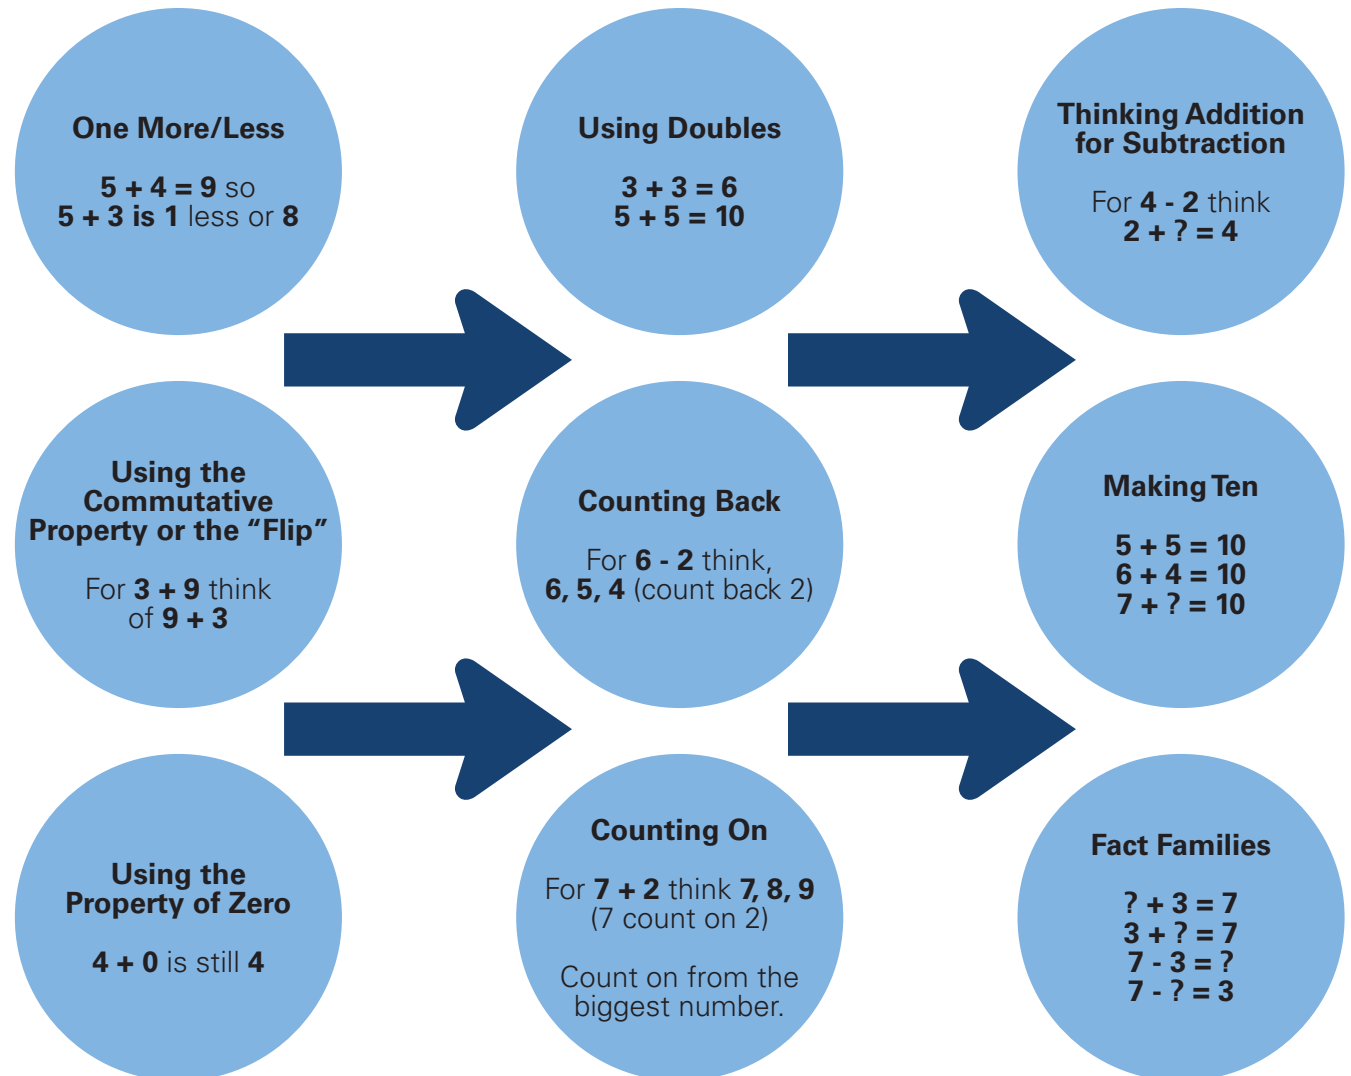 One More/Less
5 + 4 = 9 so
5 + 3 is 1 less or 8
Using Doubles
3 + 3 = 6
5 + 5 = 10
Thinking Addition
for Subtraction
For 4 - 2 think
2 + ? = 4
Using the
Commutative
Property or the “Flip”
For 3 + 9 think
of 9 + 3
Counting Back
For 6 - 2 think,
6, 5, 4 (count back 2)
Making Ten
5 + 5 = 10
6 + 4 = 10
7 + ? = 10
Using the
Property of Zero
4 + 0 is still 4
Counting On
For 7 + 2 think 7, 8, 9
(7 count on 2)
Count on from the
biggest number.
Fact Families
? + 3 = 7
3 + ? = 7
7 - 3 = ?
7 - ? = 3